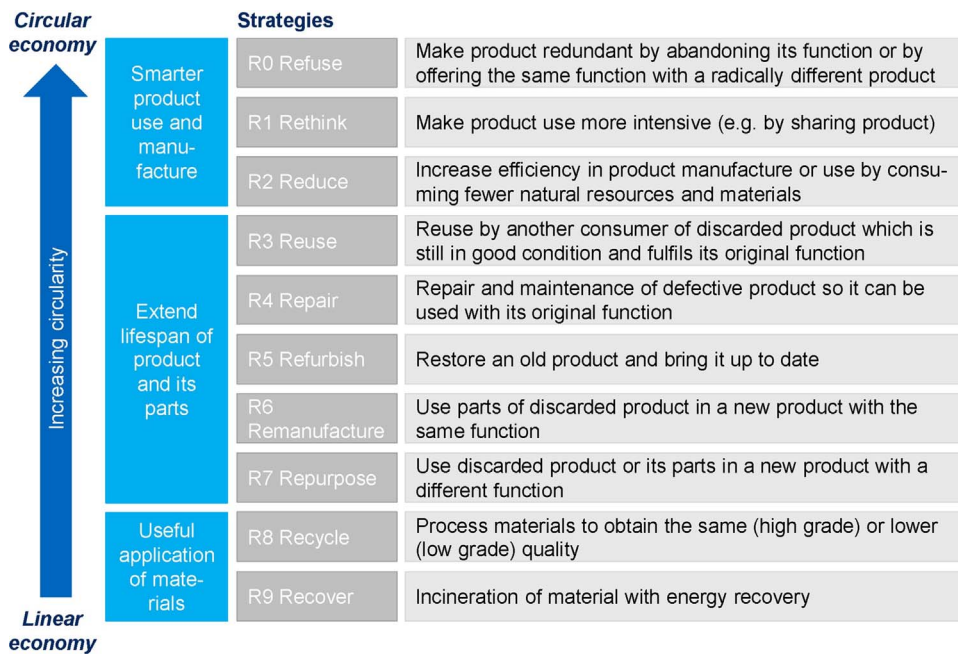 Circular
economy
Strategies
Increasing circularity
Linear
economy
Smarter
product
use and
manu-
facture
R0 Refuse
Make product redundant by abandoning its function or by
offering the same function with a radically different product
R1 Rethink
Make product use more intensive (e.g. by sharing product)
R2 Reduce
Increase efficiency in product manufacture or use by consu-
ming fewer natural resources and materials
Extend
lifespan of
product
and its
parts
R3 Reuse
Reuse by another consumer of discarded product which is
still in good condition and fulfils its original function
R4 Repair
Repair and maintenance of defective product so it can be
used with its original function
R5 Refurbish
Restore an old product and bring it up to date
R6
Remanufacture
Use parts of discarded product in a new product with the
same function
R7 Repurpose
Use discarded product or its parts in a new product with a
different function
Useful
application
of mate-
rials
R8 Recycle
Process materials to obtain the same (high grade) or lower
(low grade) quality
R9 Recover
Incineration of material with energy recovery